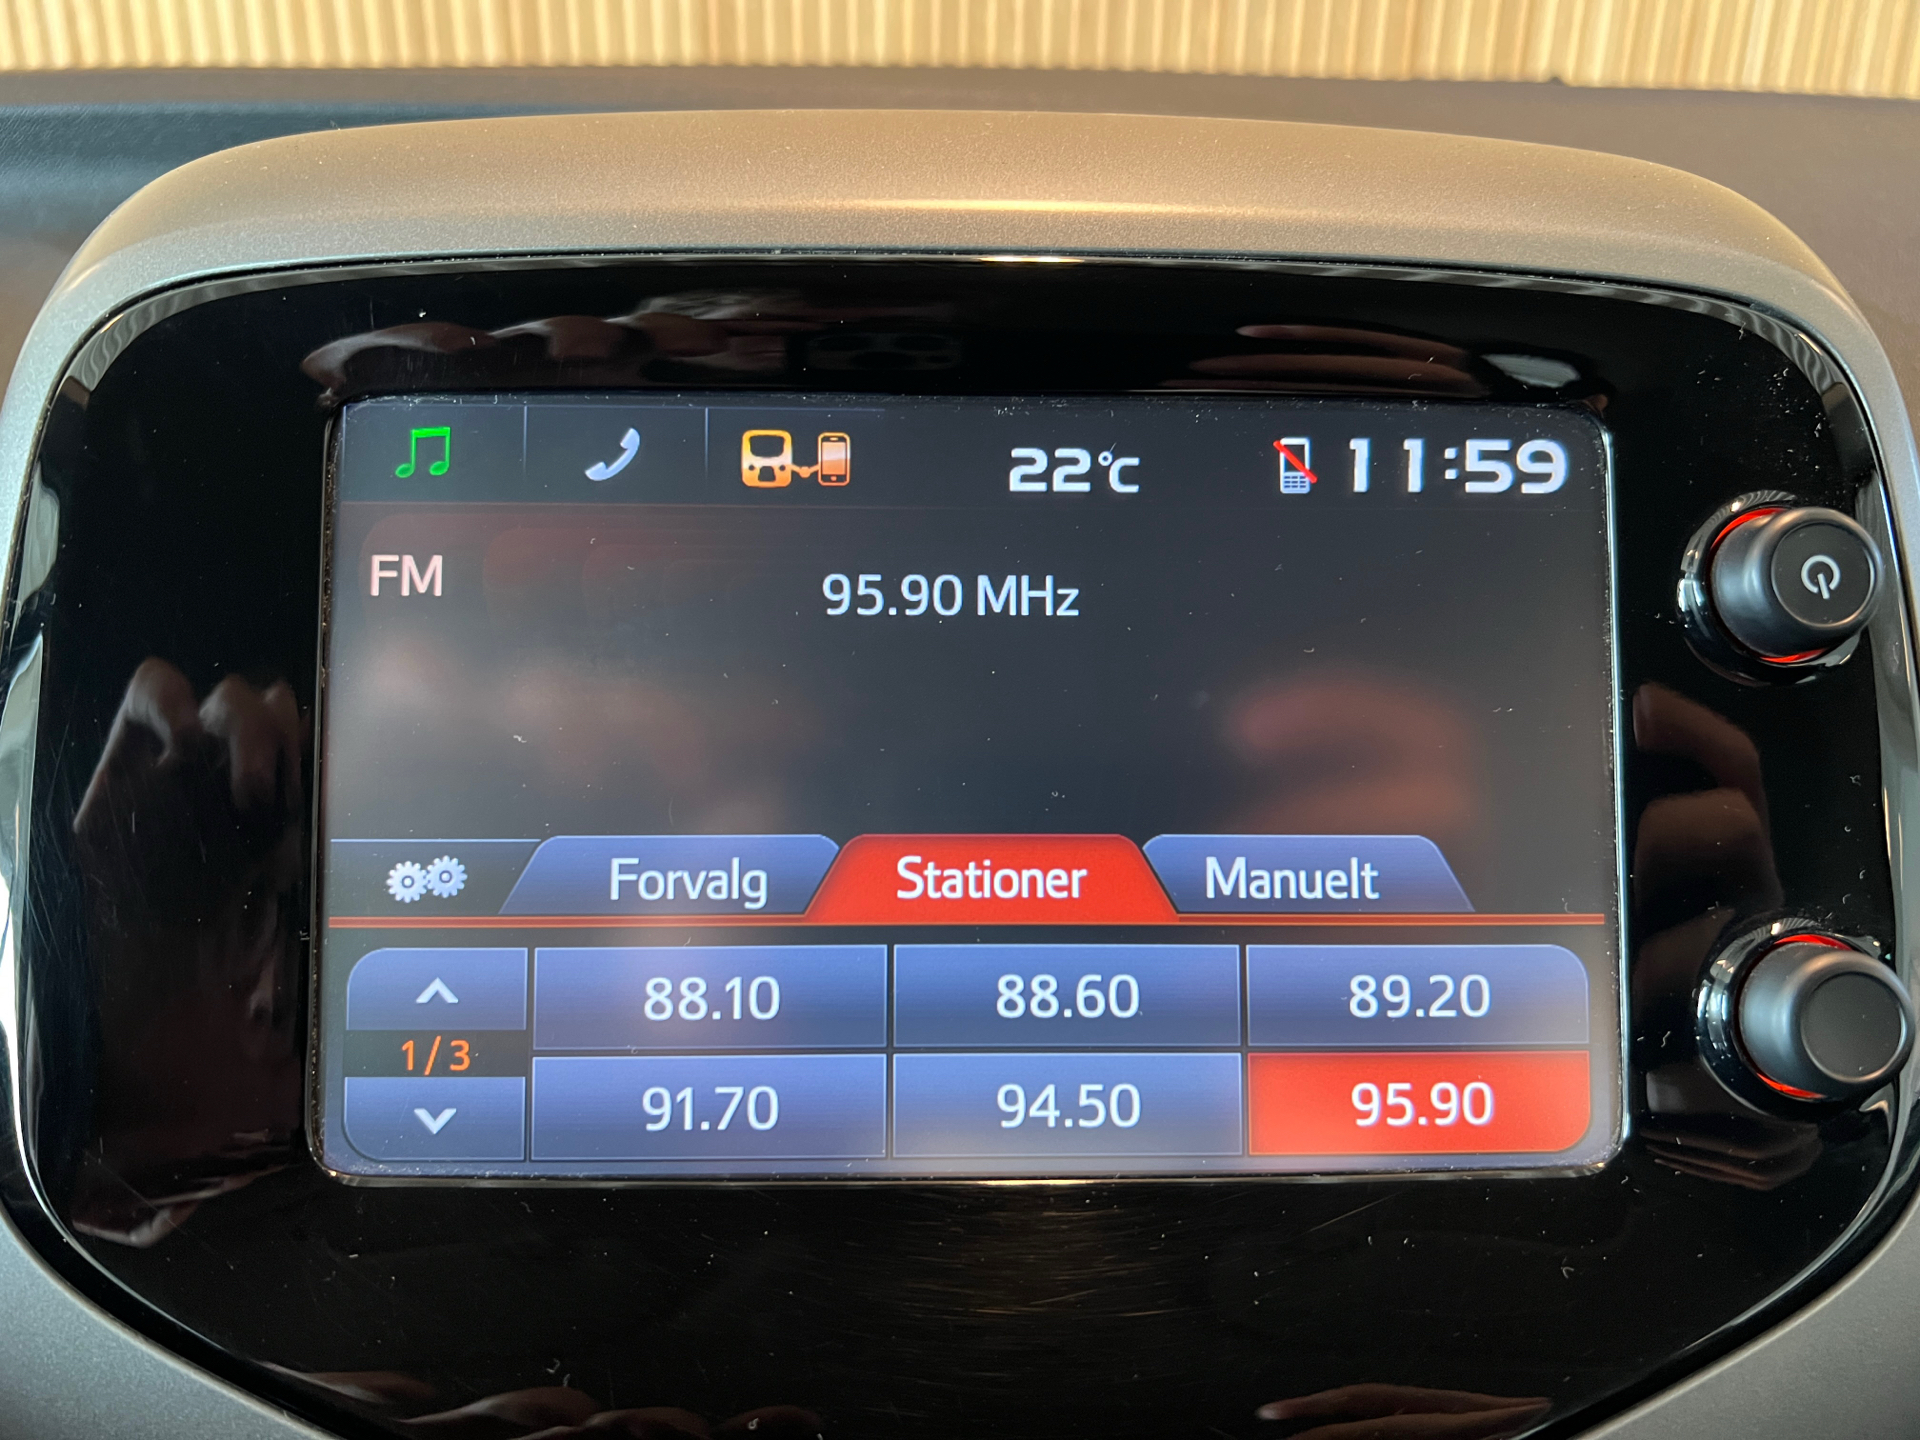 22°C 11:59
FM
95.90 MHz
Forvalg Stationer Manuelt
88.10 88.60 89.20
1/3
91.70 94.50 95.90